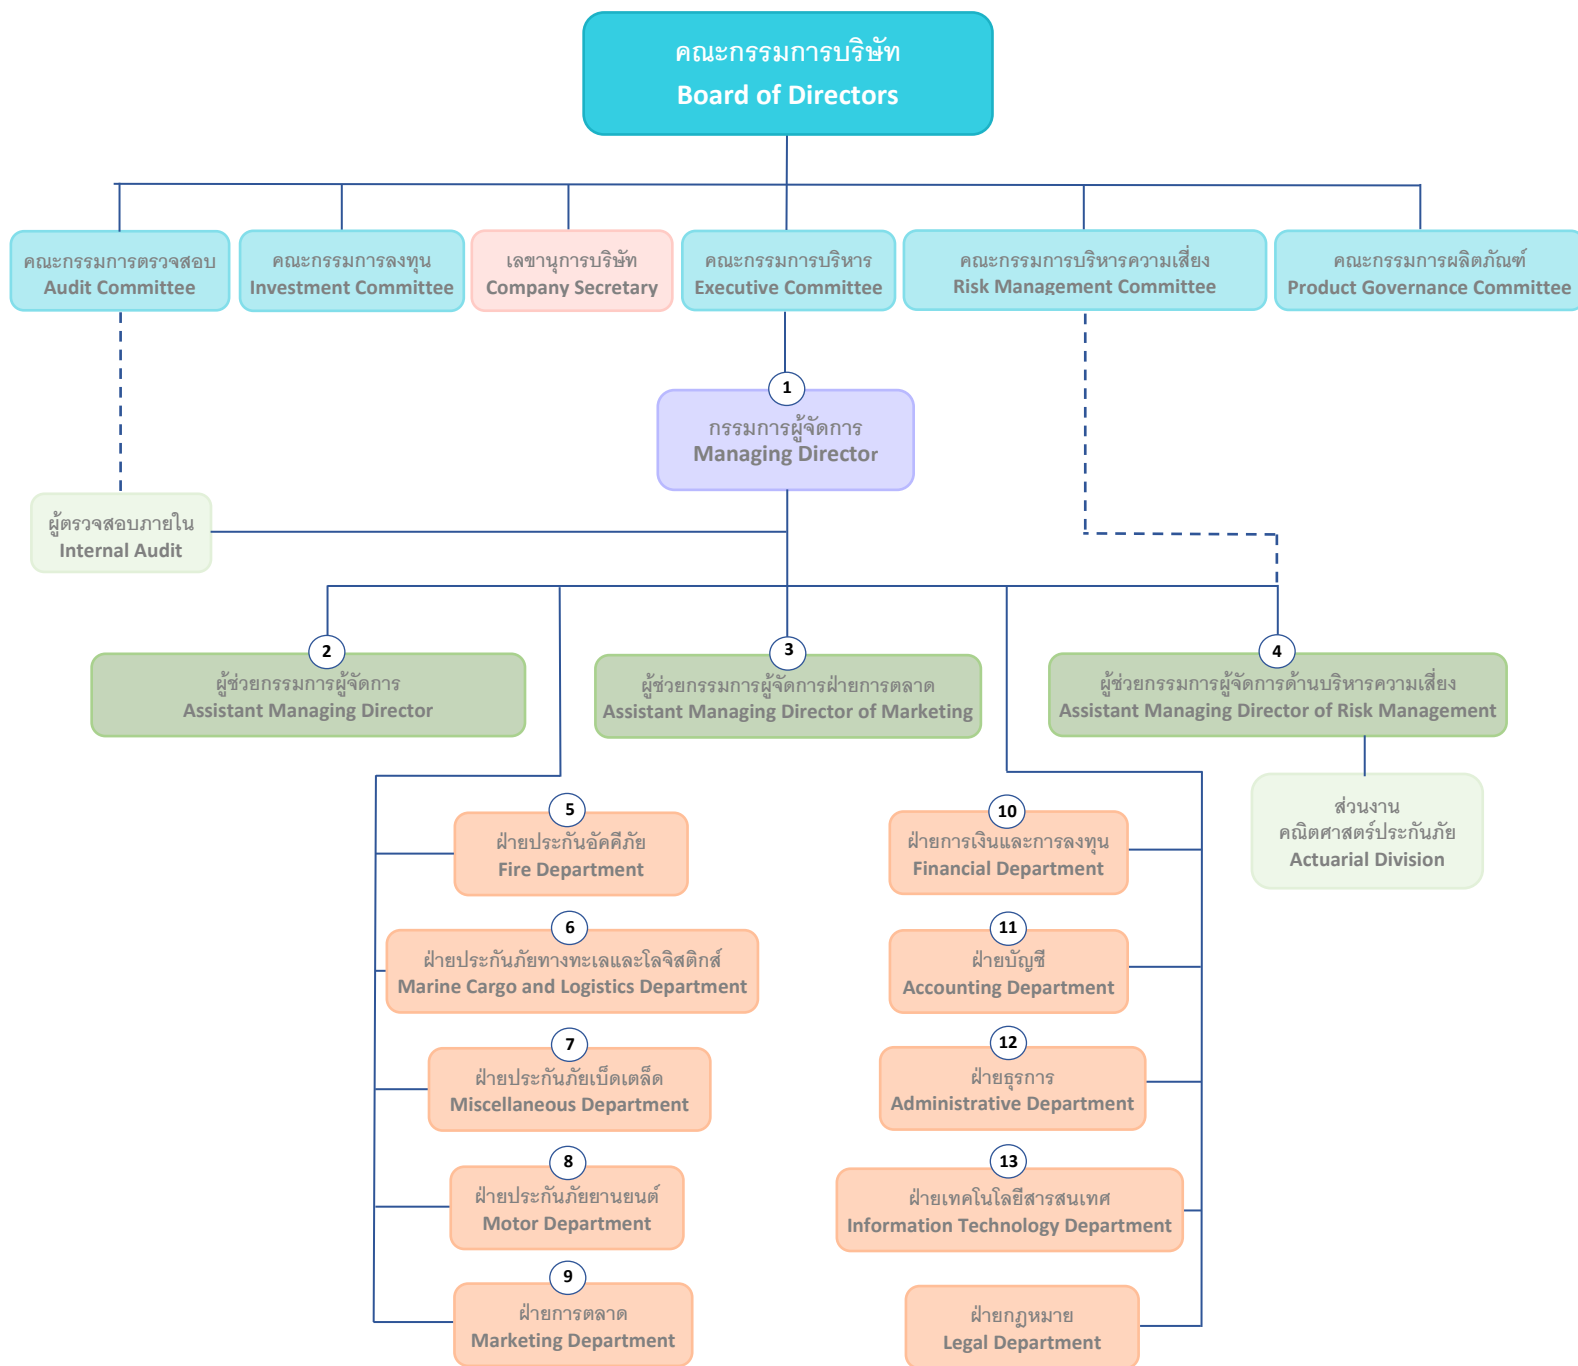 คณะกรรมการบริษัท
Board of Directors
คณะกรรมการตรวจสอบ
Audit Committee
คณะกรรมการลงทุน
Investment Committee
เลขานุการบริษัท
Company Secretary
คณะกรรมการบริหาร
Executive Committee
คณะกรรมการบริหารความเสี่ยง
Risk Management Committee
คณะกรรมการผลิตภัณฑ์
Product Governance Committee
1
กรรมการผู้จัดการ
Managing Director
ผู้ตรวจสอบภายใน
Internal Audit
2
ผู้ช่วยกรรมการผู้จัดการ
Assistant Managing Director
3
ผู้ช่วยกรรมการผู้จัดการฝ่ายการตลาด
Assistant Managing Director of Marketing
4
ผู้ช่วยกรรมการผู้จัดการด้านบริหารความเสี่ยง
Assistant Managing Director of Risk Management
ส่วนงาน
คณิตศาสตร์ประกันภัย
Actuarial Division
5
ฝ่ายประกันอัคคีภัย
Fire Department
6
ฝ่ายประกันภัยทางทะเลและโลจิสติกส์
Marine Cargo and Logistics Department
7
ฝ่ายประกันภัยเบ็ดเตล็ด
Miscellaneous Department
8
ฝ่ายประกันภัยยานยนต์
Motor Department
9
ฝ่ายการตลาด
Marketing Department
10
ฝ่ายการเงินและการลงทุน
Financial Department
11
ฝ่ายบัญชี
Accounting Department
12
ฝ่ายธุรการ
Administrative Department
13
ฝ่ายเทคโนโลยีสารสนเทศ
Information Technology Department
ฝ่ายกฎหมาย
Legal Department